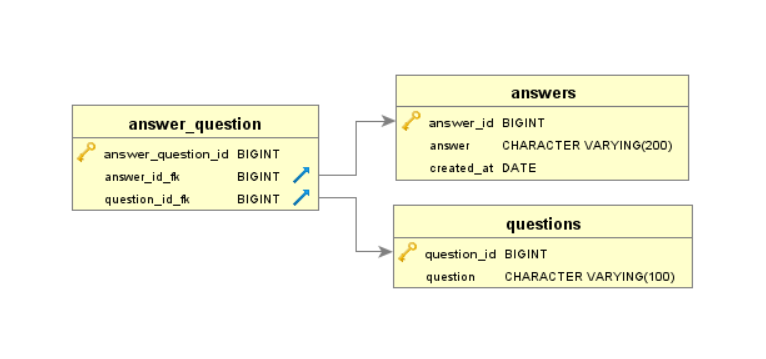 answer_question
answer_question_id BIGINT
answer_id_fk BIGINT
question_id_fk BIGINT
answers
answer_id BIGINT
answer CHARACTER VARYING(200)
created_at DATE
questions
question_id BIGINT
question CHARACTER VARYING(100)